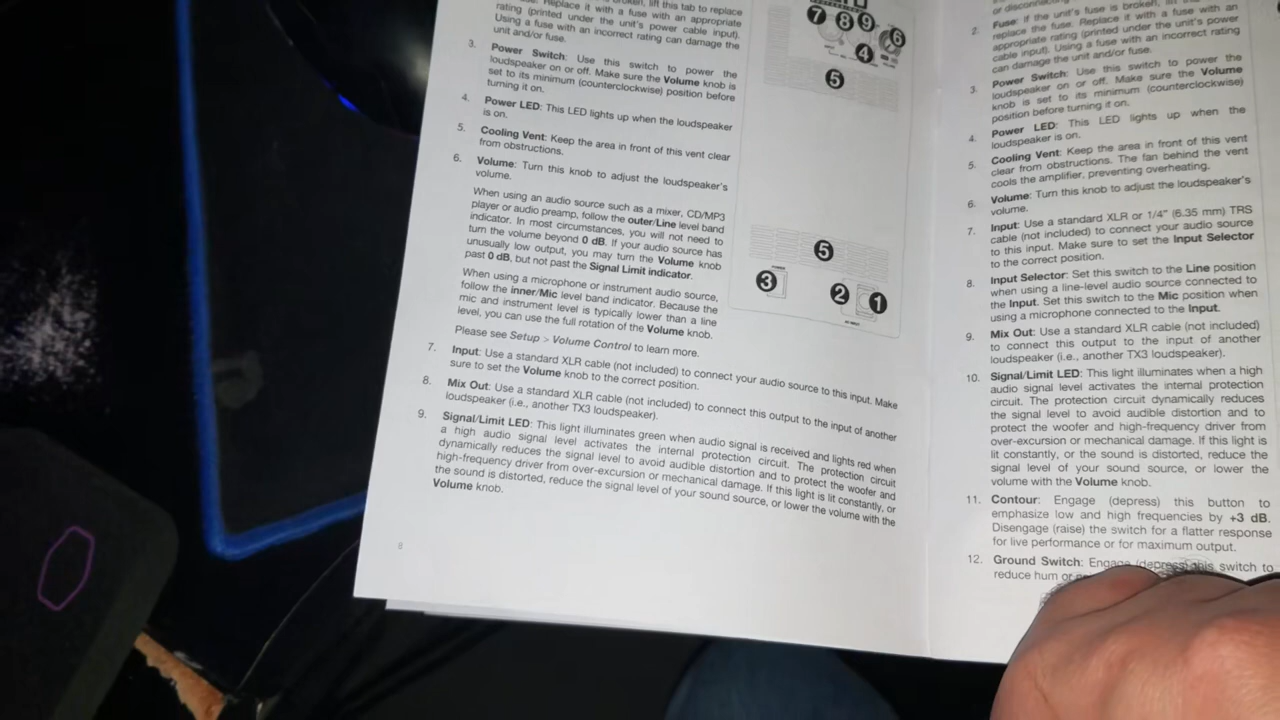 broken, lift this tab to replace
Replace it with a fuse with an appropriate
rating (printed under the unit's power cable input).
Using a fuse with an incorrect rating can damage the
unit and/or fuse.
3. Power Switch: Use this switch to power the
loudspeaker on or off. Make sure the Volume knob is
set to its minimum (counterclockwise) position before
turning it on.
4. Power LED: This LED lights up when the loudspeaker
is on.
5. Cooling Vent: Keep the area in front of this vent clear
from obstructions.
6. Volume: Turn this knob to adjust the loudspeaker's
volume.
When using an audio source such as a mixer, CD/MP3
player or audio preamp, follow the outer/Line level band
indicator. In most circumstances, you will not need to
turn the volume beyond 0 dB. If your audio source has
unusually low output, you may turn the Volume knob
past 0 dB, but not past the Signal Limit indicator.
When using a microphone or instrument audio source,
follow the inner/Mic level band indicator. Because the
mic and instrument level is typically lower than a line
level, you can use the full rotation of the Volume knob.
Please see Setup > Volume Control to learn more.
7. Input: Use a standard XLR cable (not included) to connect your audio source to this input. Make
sure to set the Volume knob to the correct position.
8. Mix Out: Use a standard XLR cable (not included) to connect this output to the input of another
loudspeaker (i.e., another TX3 loudspeaker).
9. Signal/Limit LED: This light illuminates green when audio signal is received and lights red when
a high audio signal level activates the internal protection circuit. The protection circuit
dynamically reduces the signal level to avoid audible distortion and to protect the woofer and
high-frequency driver from over-excursion or mechanical damage. If this light is lit constantly, or
the sound is distorted, reduce the signal level of your sound source, or lower the volume with the
Volume knob.
8
7 8 9 6
4
5
5
3 2 1
or
2. Fuse: If the unit's fuse is broken,
replace the fuse. Replace it with a fuse with an
appropriate rating (printed under the unit's power
cable input). Using a fuse with an incorrect rating
can damage the unit and/or fuse.
3. Power Switch: Use this switch to power the
loudspeaker on or off. Make sure the Volume
knob is set to its minimum (counterclockwise)
position before turning it on.
4. Power LED: This LED lights up when the
loudspeaker is on.
5. Cooling Vent: Keep the area in front of this vent
clear from obstructions. The fan behind the vent
cools the amplifier, preventing overheating.
6. Volume: Turn this knob to adjust the loudspeaker's
volume.
7. Input: Use a standard XLR or 1/4" (6.35 mm) TRS
cable (not included) to connect your audio source
to this input. Make sure to set the Input Selector
to the correct position.
8. Input Selector: Set this switch to the Line position
when using a line-level audio source connected to
the Input. Set this switch to the Mic position when
using a microphone connected to the Input.
9. Mix Out: Use a standard XLR cable (not included)
to connect this output to the input of another
loudspeaker (i.e., another TX3 loudspeaker).
10. Signal/Limit LED: This light illuminates when a high
audio signal level activates the internal protection
circuit. The protection circuit dynamically reduces
the signal level to avoid audible distortion and to
protect the woofer and high-frequency driver from
over-excursion or mechanical damage. If this light is
lit constantly, or the sound is distorted, reduce the
signal level of your sound source, or lower the
volume with the Volume knob.
11. Contour: Engage (depress) this button to
emphasize low and high frequencies by +3 dB.
Disengage (raise) the switch for a flatter response
for live performance or for maximum output.
12. Ground Switch: Engage (depress) this switch to
reduce hum or